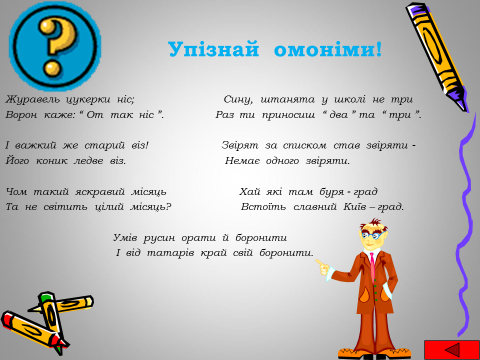 Упізнай омоніми!
Журавель цукерки ніс;
Ворон каже: “ От так ніс ”.
Сину, штанята у школі не три
Раз ти приносиш “ два ” та “ три ”.
І важкий же старий віз!
Його коник ледве віз.
Звірят за списком став звіряти -
Немає одного звіряти.
Чом такий яскравий місяць
Та не світить цілий місяць?
Хай які там буря - град
Встоїть славний Київ – град.
Умів русин орати й боронити
І від татарів край свій боронити.